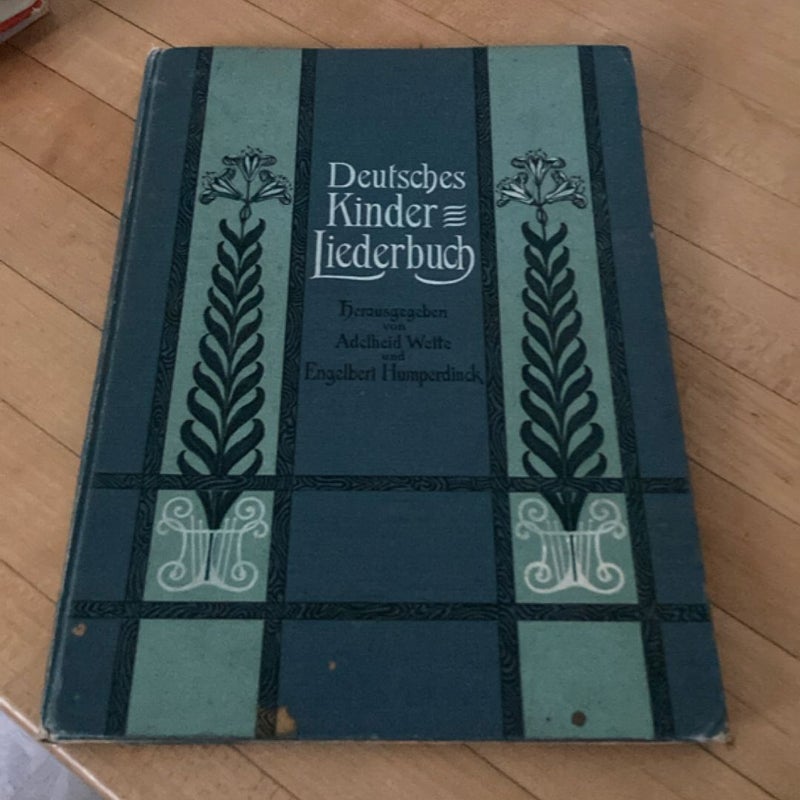 Deutsches
Kinder
Liederbuch
Herausgegeben
von
Adelheid Wette
und
Engelbert Humperdinck